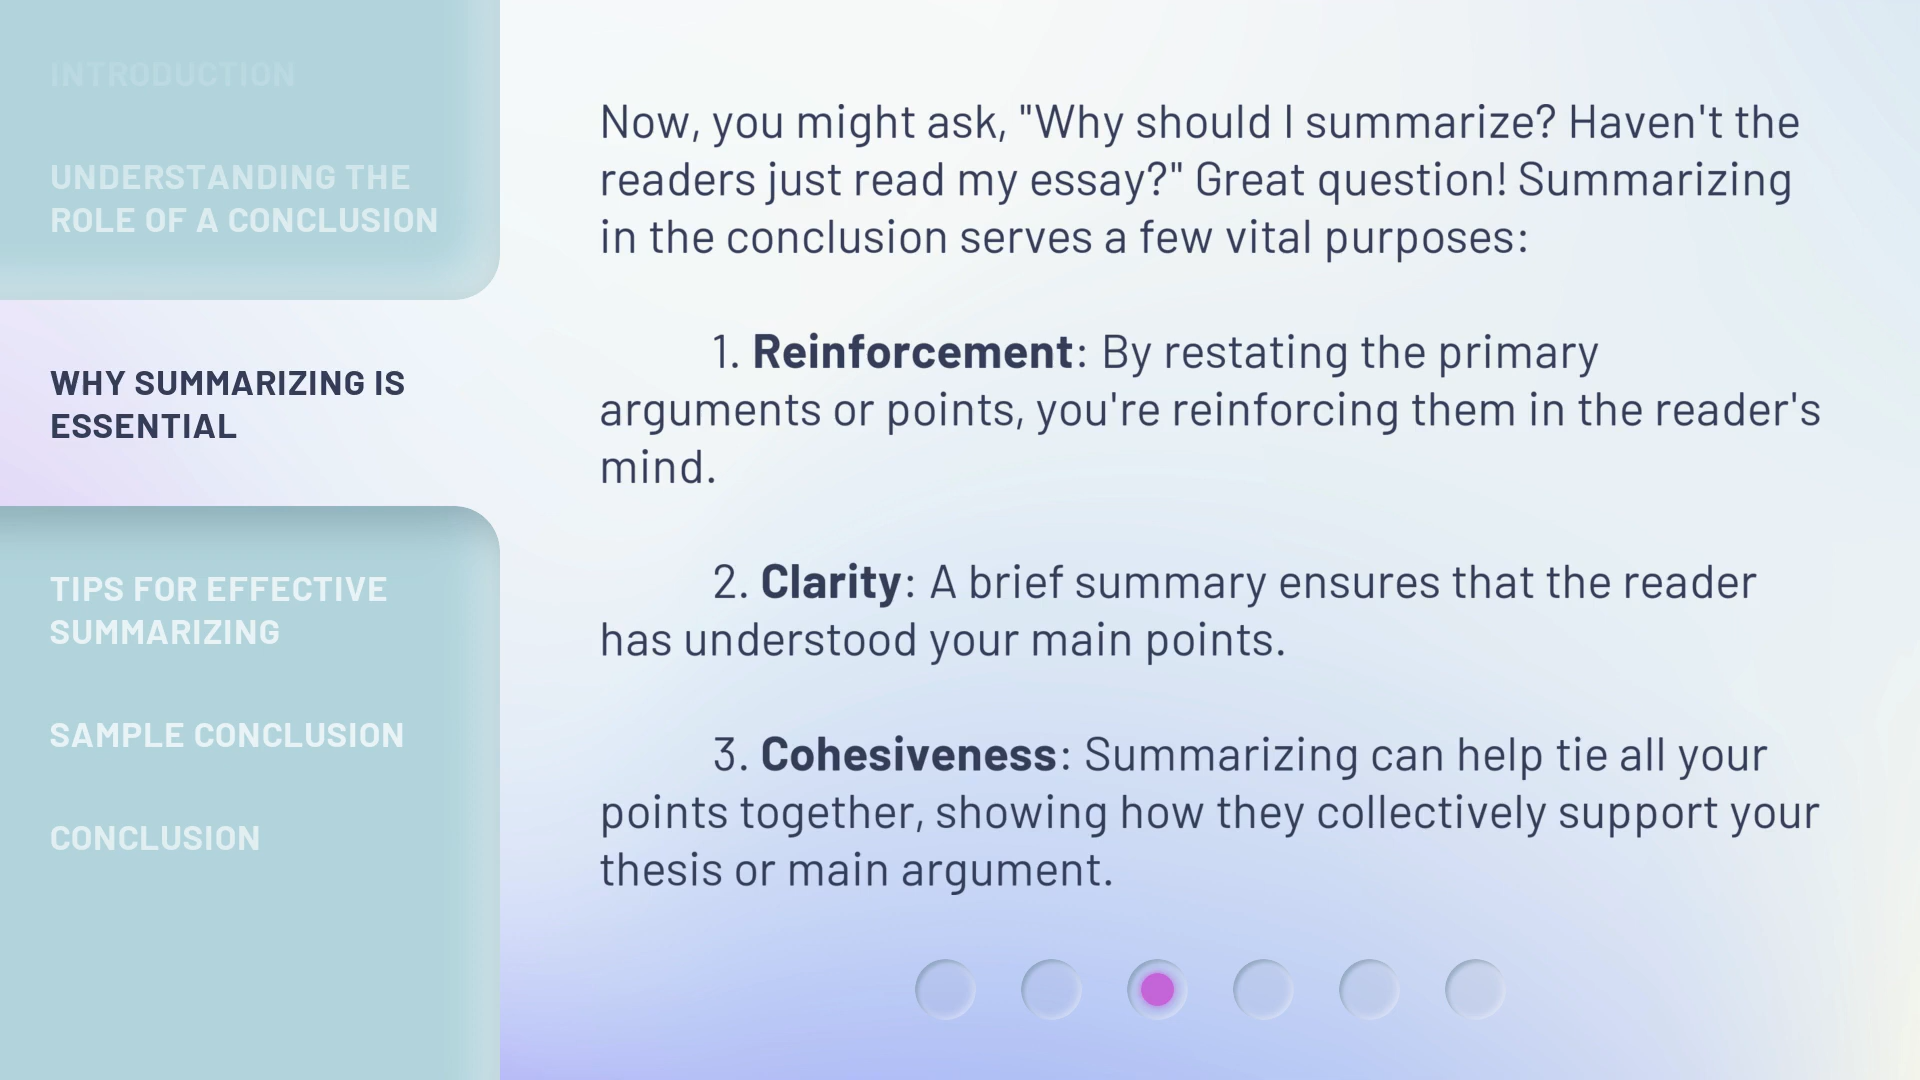 INTRODUCTION
UNDERSTANDING THE
ROLE OF A CONCLUSION
WHY SUMMARIZING IS
ESSENTIAL
TIPS FOR EFFECTIVE
SUMMARIZING
SAMPLE CONCLUSION
CONCLUSION
Now, you might ask, "Why should I summarize? Haven't the
readers just read my essay?" Great question! Summarizing
in the conclusion serves a few vital purposes:
1. Reinforcement: By restating the primary
arguments or points, you're reinforcing them in the reader's
mind.
2. Clarity: A brief summary ensures that the reader
has understood your main points.
3. Cohesiveness: Summarizing can help tie all your
points together, showing how they collectively support your
thesis or main argument.